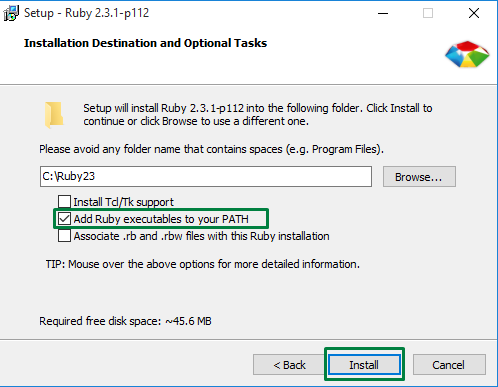 Setup - Ruby 2.3.1-p112
Installation Destination and Optional Tasks
Setup will install Ruby 2.3.1-p112 into the following folder. Click Install to
continue or click Browse to use a different one.
Please avoid any folder name that contains spaces (e.g. Program Files).
C:\Ruby23
Browse...
Install Tcl/Tk support
Add Ruby executables to your PATH
Associate .rb and .rbw files with this Ruby installation
TIP: Mouse over the above options for more detailed information.
Required free disk space: ~45.6 MB
< Back
Install
Cancel